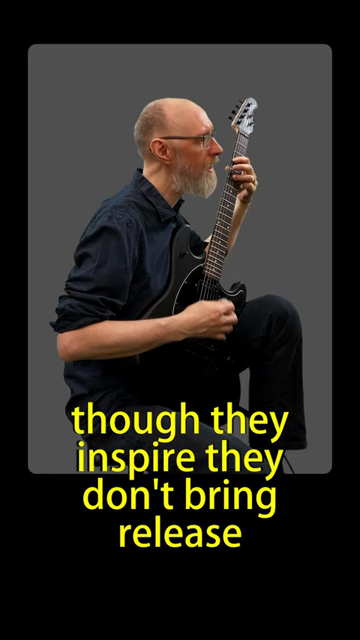 though they
inspire they
don't bring
release